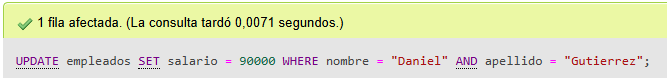 1 fila afectada. (La consulta tardó 0,0071 segundos.)
UPDATE empleados SET salario = 90000 WHERE nombre = "Daniel" AND apellido = "Gutierrez";